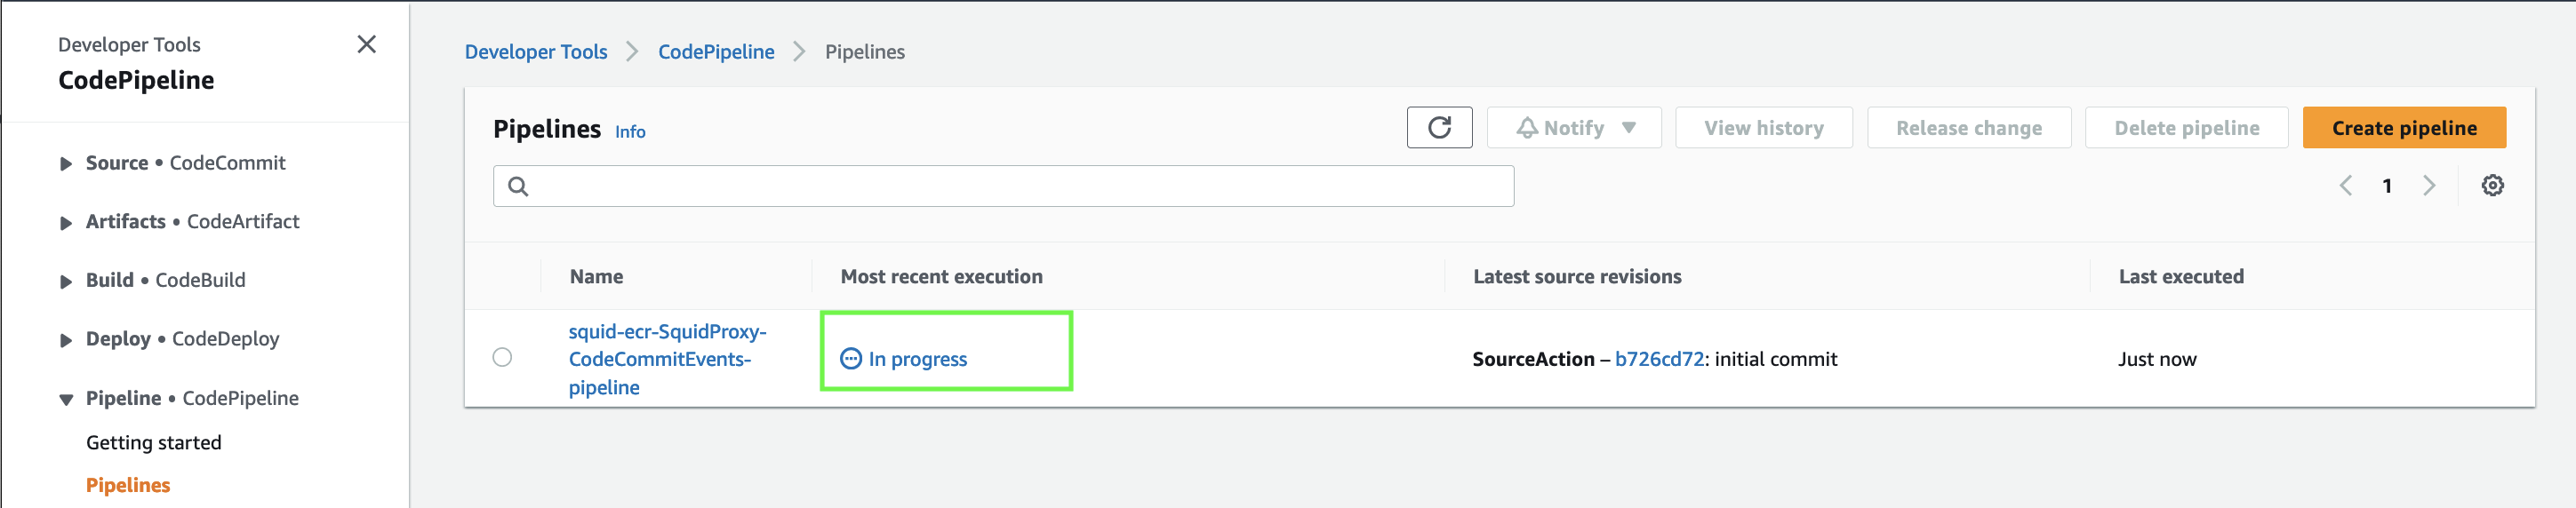 Developer Tools
CodePipeline
Source • CodeCommit
Artifacts • CodeArtifact
Build • CodeBuild
Deploy • CodeDeploy
Pipeline • CodePipeline
Getting started
Pipelines
Developer Tools CodePipeline Pipelines
Pipelines Info Notify View history Release change Delete pipeline Create pipeline
1
Name Most recent execution Latest source revisions Last executed
squid-ecr-SquidProxy-
CodeCommitEvents-
pipeline
In progress
SourceAction – b726cd72: initial commit
Just now